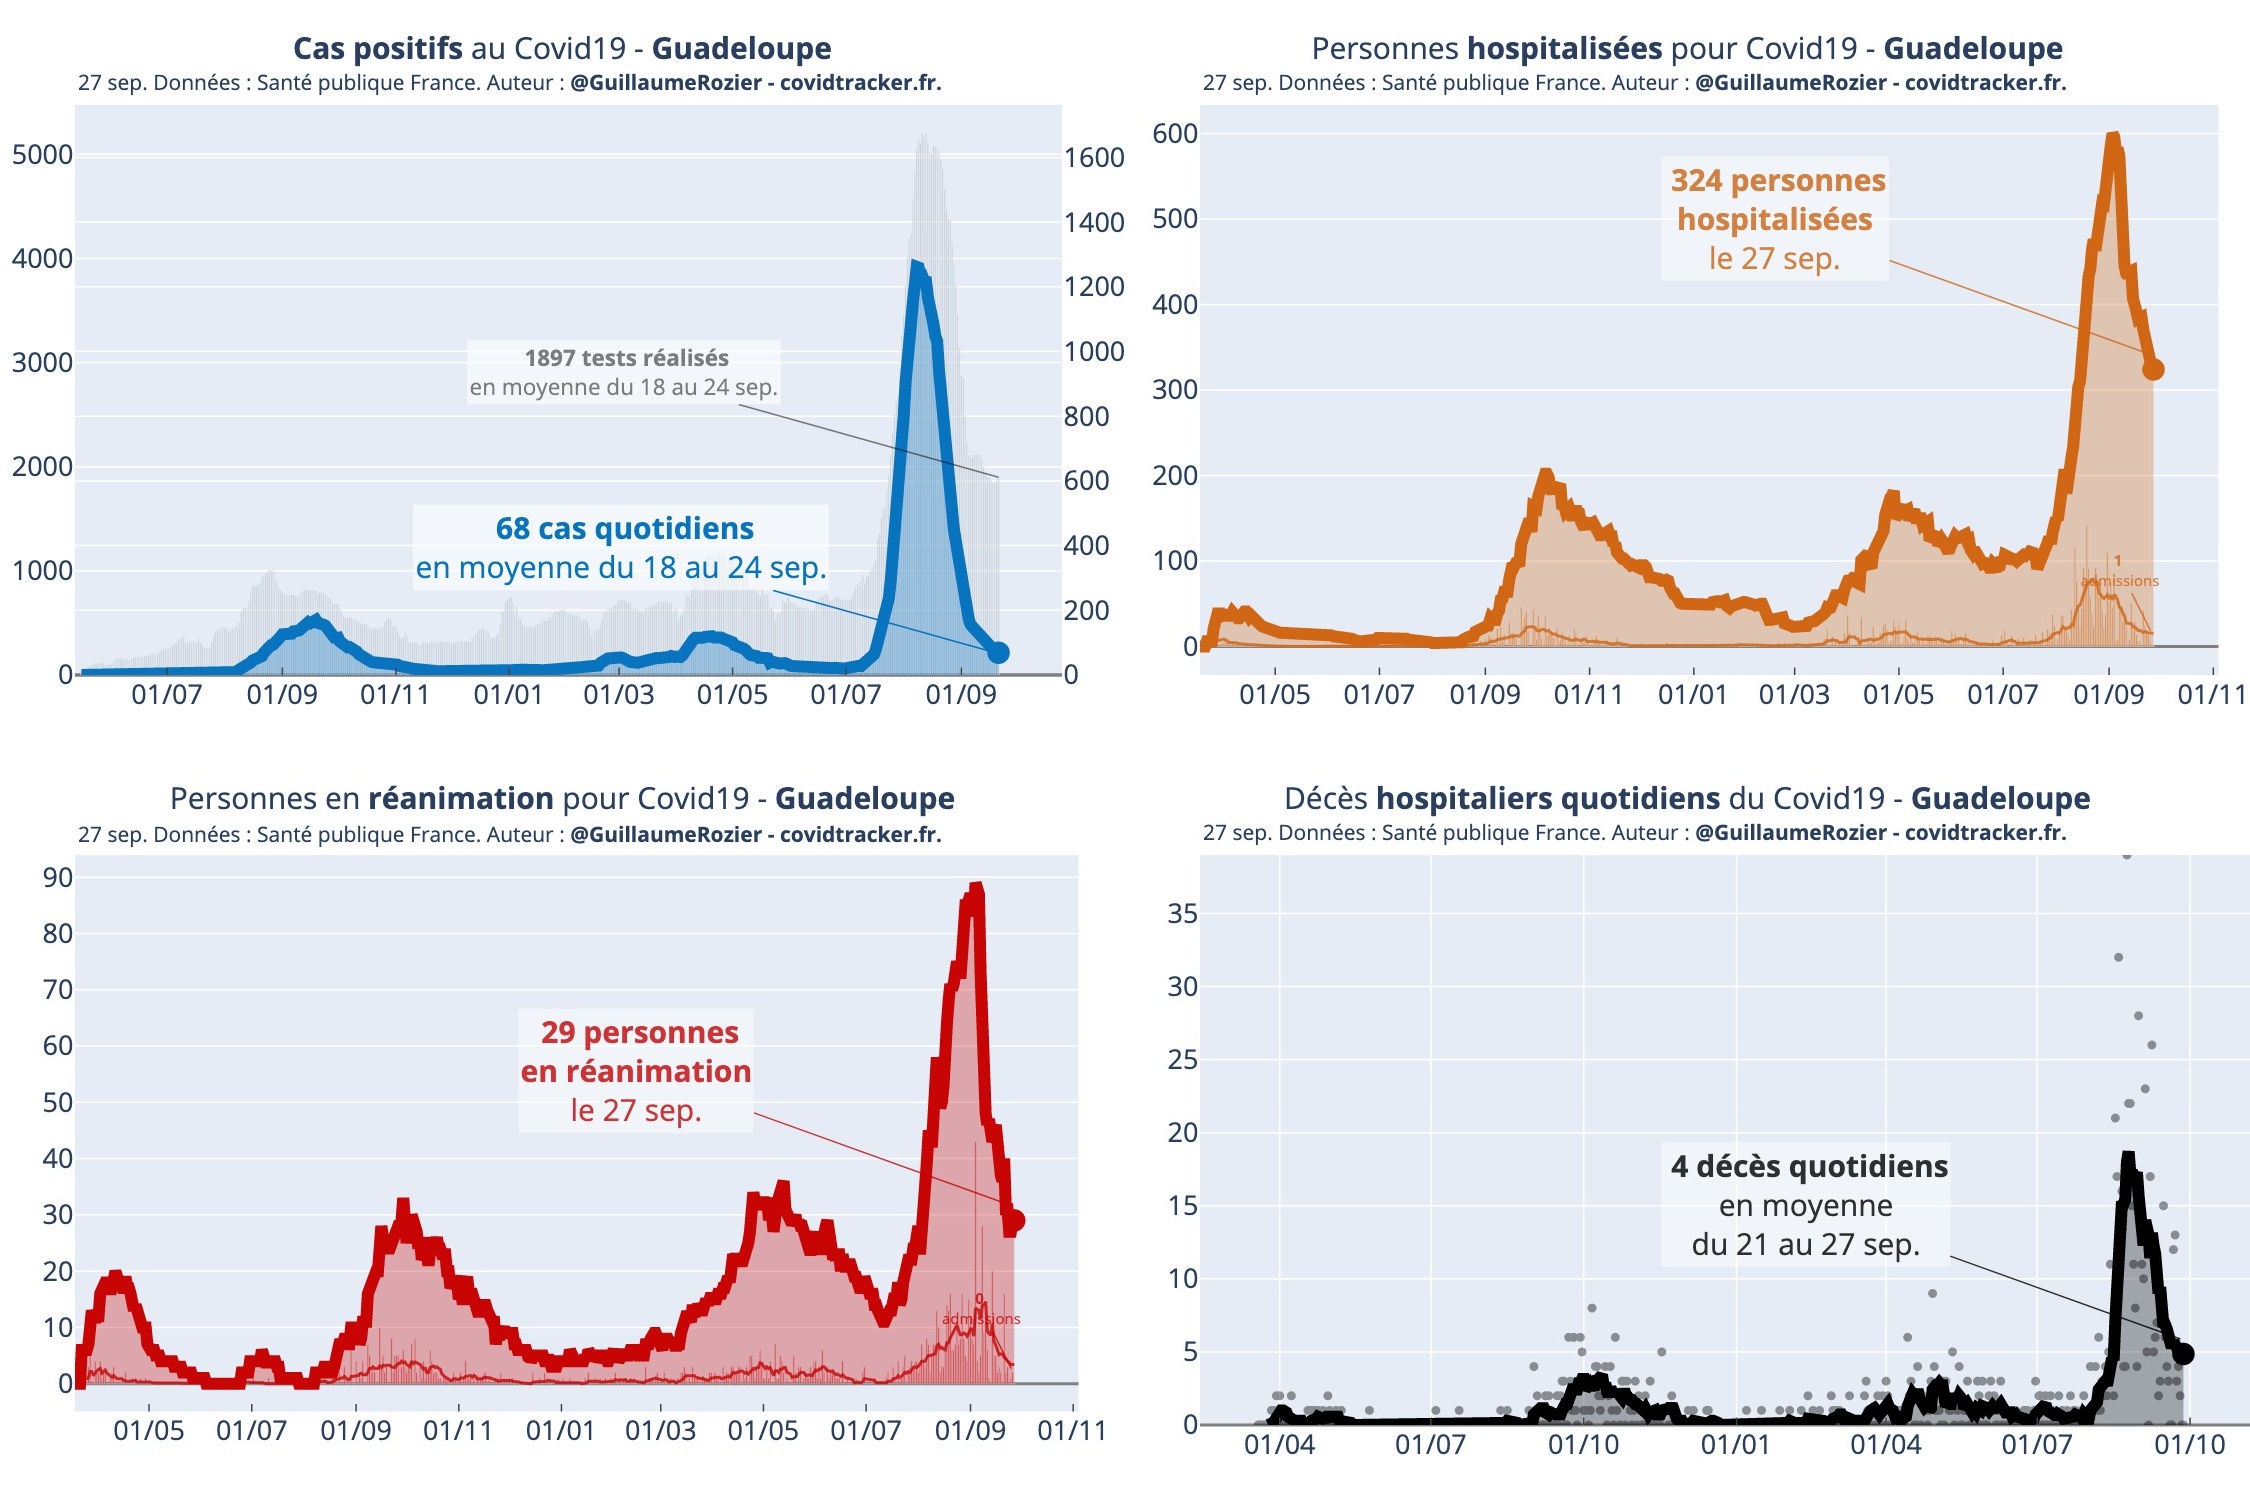 Cas positifs au Covid19 - Guadeloupe
27 sep. Données : Santé publique France. Auteur : @GuillaumeRozier - covidtracker.fr.
5000
4000
3000
2000
1000
0
1600
1400
1200
1000
800
600
400
200
0
1897 tests réalisés
en moyenne du 18 au 24 sep.
68 cas quotidiens
en moyenne du 18 au 24 sep.
01/07 01/09 01/11 01/01 01/03 01/05 01/07 01/09
Personnes hospitalisées pour Covid19 - Guadeloupe
27 sep. Données : Santé publique France. Auteur : @GuillaumeRozier - covidtracker.fr.
600
500
400
300
200
100
0
324 personnes
hospitalisées
le 27 sep.
1
admissions
01/05 01/07 01/09 01/11 01/01 01/03 01/05 01/07 01/09 01/11
Personnes en réanimation pour Covid19 - Guadeloupe
27 sep. Données : Santé publique France. Auteur : @GuillaumeRozier - covidtracker.fr.
90
80
70
60
50
40
30
20
10
0
29 personnes
en réanimation
le 27 sep.
0
admissions
01/05 01/07 01/09 01/11 01/01 01/03 01/05 01/07 01/09 01/11
Décès hospitaliers quotidiens du Covid19 - Guadeloupe
27 sep. Données : Santé publique France. Auteur : @GuillaumeRozier - covidtracker.fr.
35
30
25
20
15
10
5
0
4 décès quotidiens
en moyenne
du 21 au 27 sep.
01/04 01/07 01/10 01/01 01/04 01/07 01/10